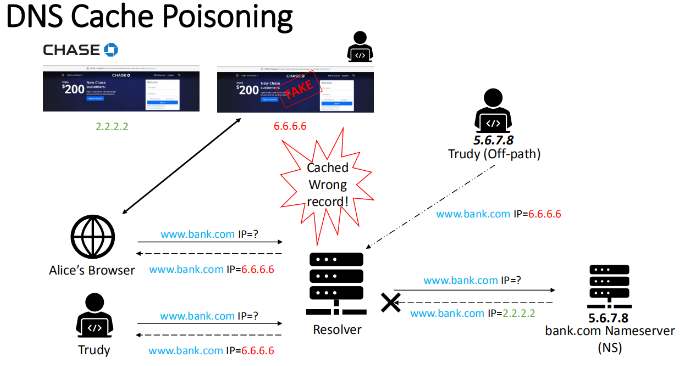 DNS Cache Poisoning
CHASE
$200
New Chase
customers
CHASE
$200
New Chase
customers
FAKE
2.2.2.2
6.6.6.6
5.6.7.8
Trudy (Off-path)
Cached
Wrong
record!
www.bank.com IP=6.6.6.6
www.bank.com IP=?
Alice's Browser
www.bank.com IP=6.6.6.6
www.bank.com IP=?
www.bank.com IP=2.2.2.2
5.6.7.8
bank.com Nameserver
(NS)
www.bank.com IP=?
Resolver
Trudy
www.bank.com IP=6.6.6.6